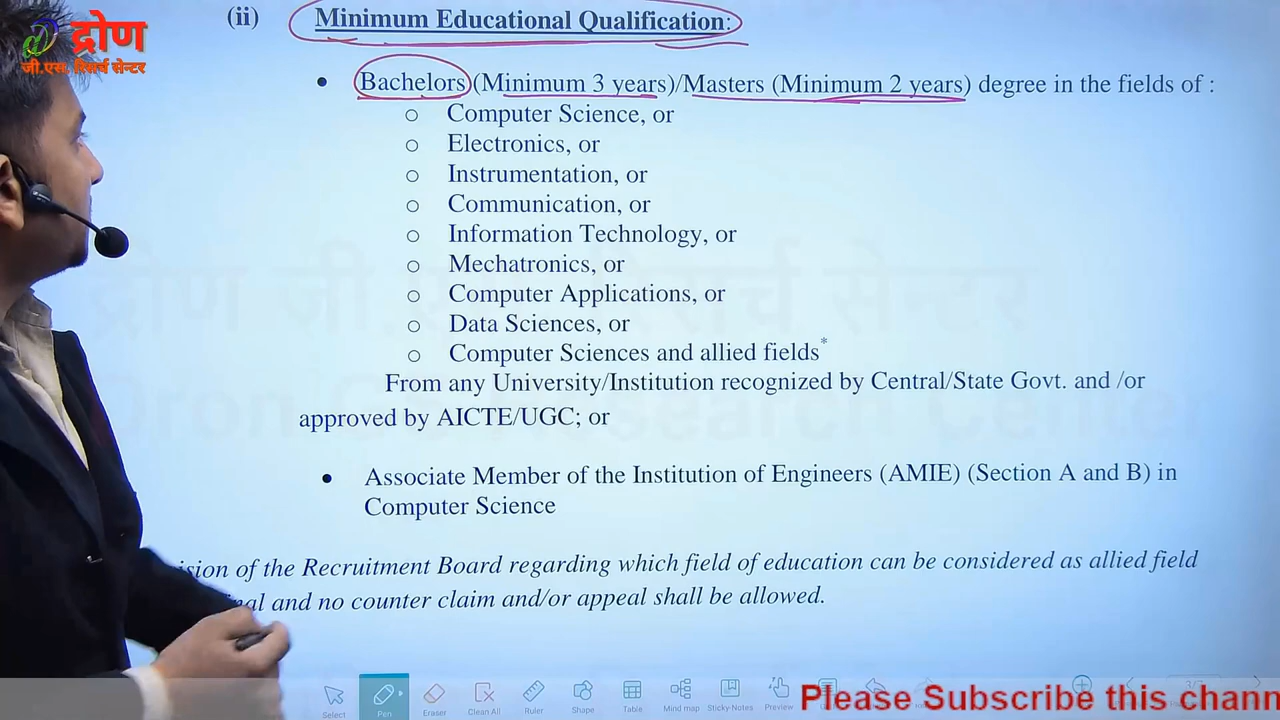 द्रोण
जी.एस. रिसर्च सेन्टर
(ii) Minimum Educational Qualification:
• Bachelors (Minimum 3 years)/Masters (Minimum 2 years) degree in the fields of :
o Computer Science, or
o Electronics, or
o Instrumentation, or
o Communication, or
o Information Technology, or
o Mechatronics, or
o Computer Applications, or
o Data Sciences, or
o Computer Sciences and allied fields*
From any University/Institution recognized by Central/State Govt. and /or
approved by AICTE/UGC; or
• Associate Member of the Institution of Engineers (AMIE) (Section A and B) in
Computer Science
of the Recruitment Board regarding which field of education can be considered as allied field
and no counter claim and/or appeal shall be allowed.
Select Pen Eraser Clean All Ruler Shape Table Mind map Sticky-Notes Preview
Please Subscribe this chann